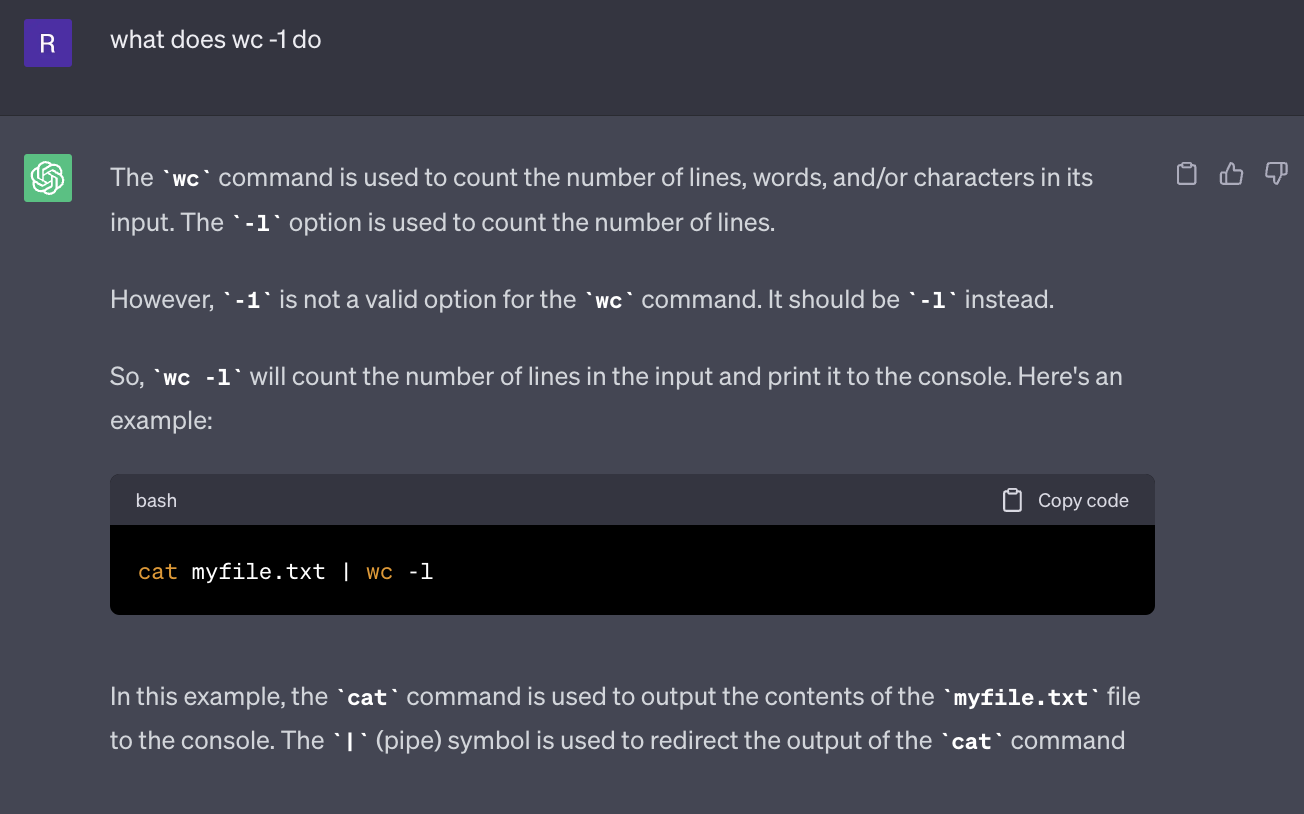 R
what does wc -1 do
The `wc` command is used to count the number of lines, words, and/or characters in its
input. The `-l` option is used to count the number of lines.
However, `-1` is not a valid option for the `wc` command. It should be `-l` instead.
So, `wc -l` will count the number of lines in the input and print it to the console. Here's an
example:
bash
Copy code
cat myfile.txt | wc -l
In this example, the `cat` command is used to output the contents of the `myfile.txt` file
to the console. The `|` (pipe) symbol is used to redirect the output of the `cat` command